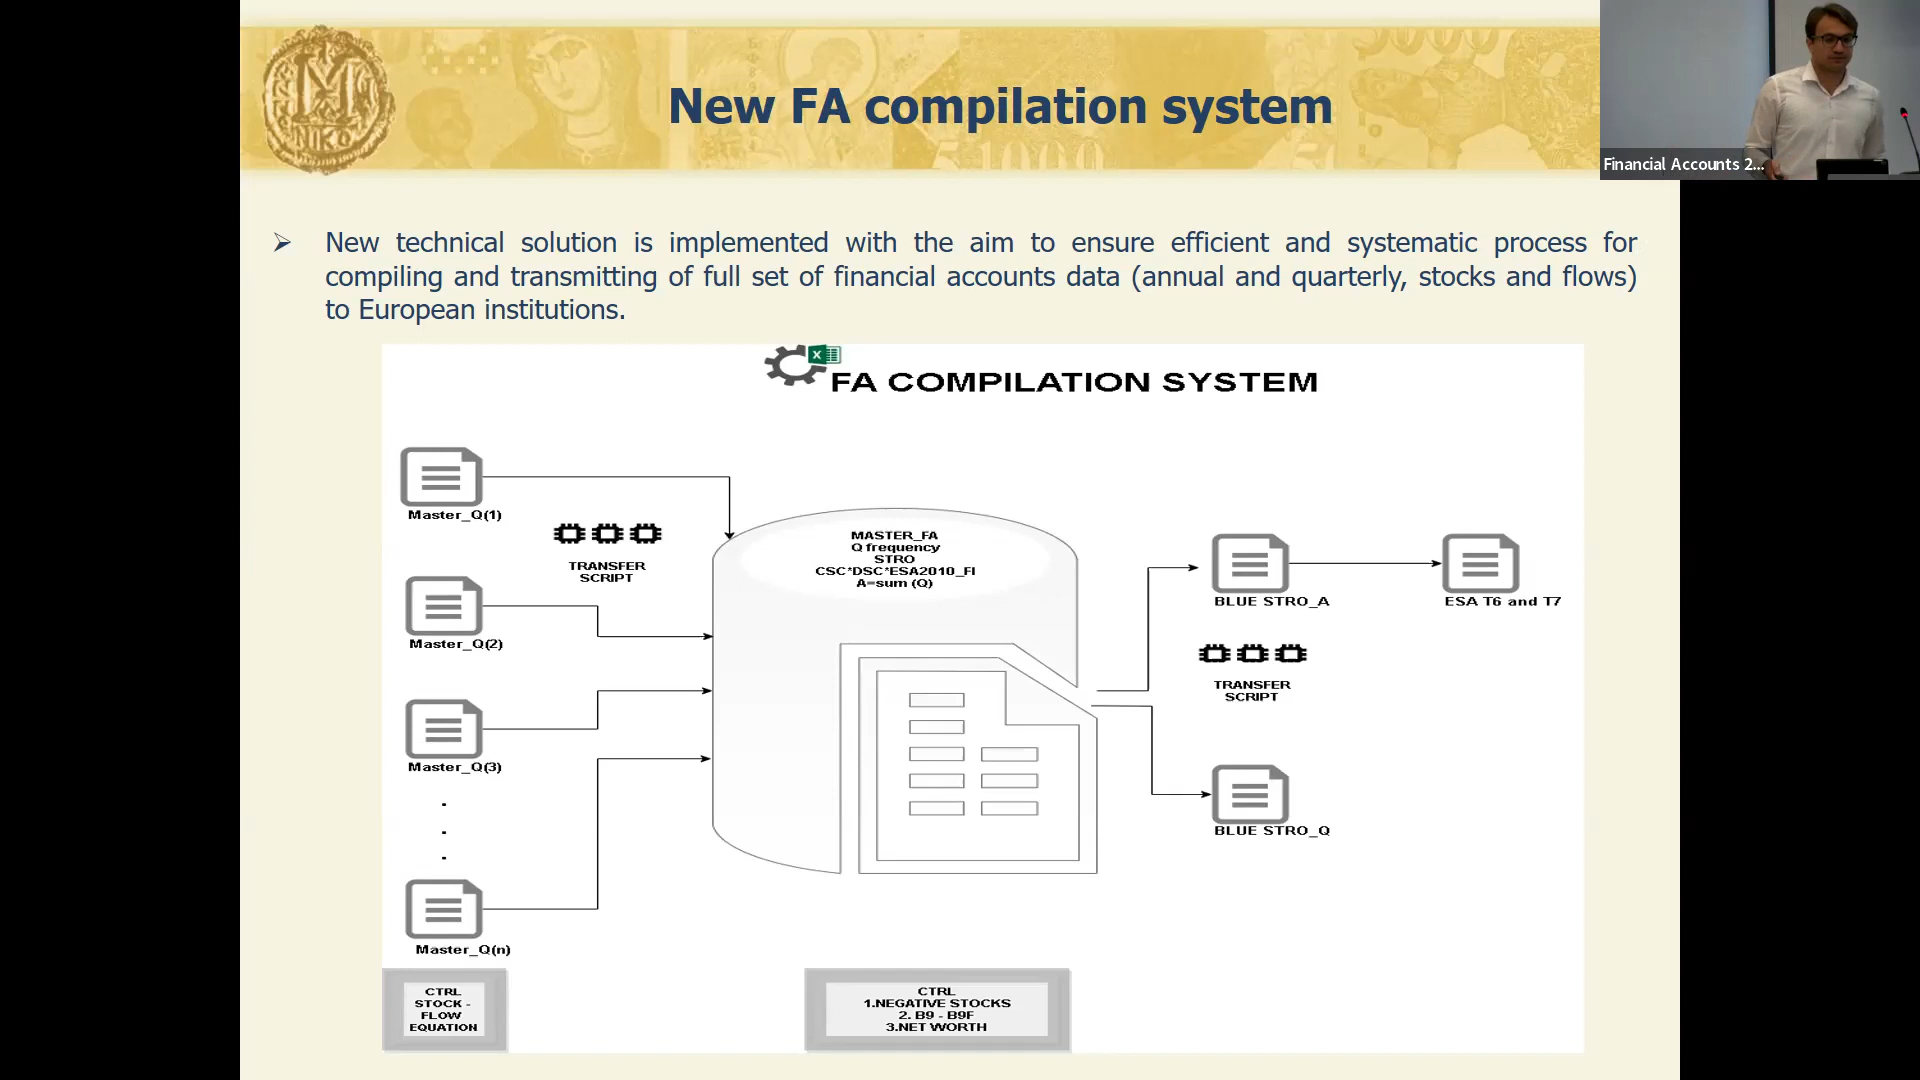 New FA compilation system
Financial Accounts 2...
New technical solution is implemented with the aim to ensure efficient and systematic process for
compiling and transmitting of full set of financial accounts data (annual and quarterly, stocks and flows)
to European institutions.
FA COMPILATION SYSTEM
Master_Q(1)
TRANSFER
SCRIPT
Master_Q(2)
Master_Q(3)
.
.
.
Master_Q(n)
MASTER_FA
Q frequency
STRO
CSC*DSC*ESA2010_FI
A=sum (Q)
BLUE STRO_A
ESA T6 and T7
TRANSFER
SCRIPT
BLUE STRO_Q
CTRL
STOCK -
FLOW
EQUATION
CTRL
1.NEGATIVE STOCKS
2. B9 - B9F
3.NET WORTH
NIKO
1000